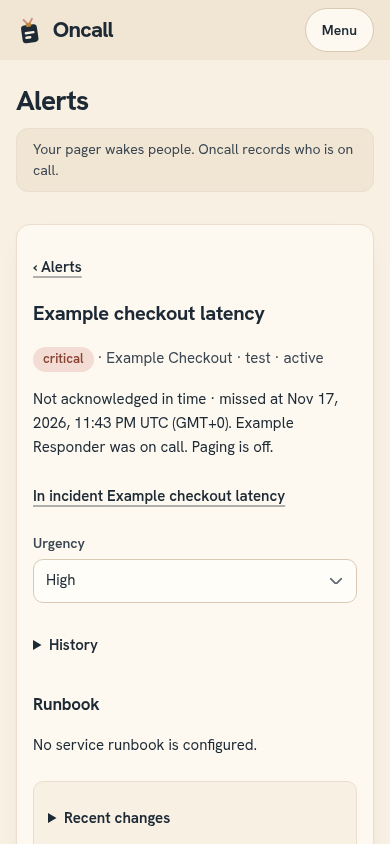 Oncall
Menu
Alerts
Your pager wakes people. Oncall records who is on
call.
‹ Alerts
Example checkout latency
critical · Example Checkout · test · active
Not acknowledged in time · missed at Nov 17,
2026, 11:43 PM UTC (GMT+0). Example
Responder was on call. Paging is off.
In incident Example checkout latency
Urgency
High
History
Runbook
No service runbook is configured.
Recent changes